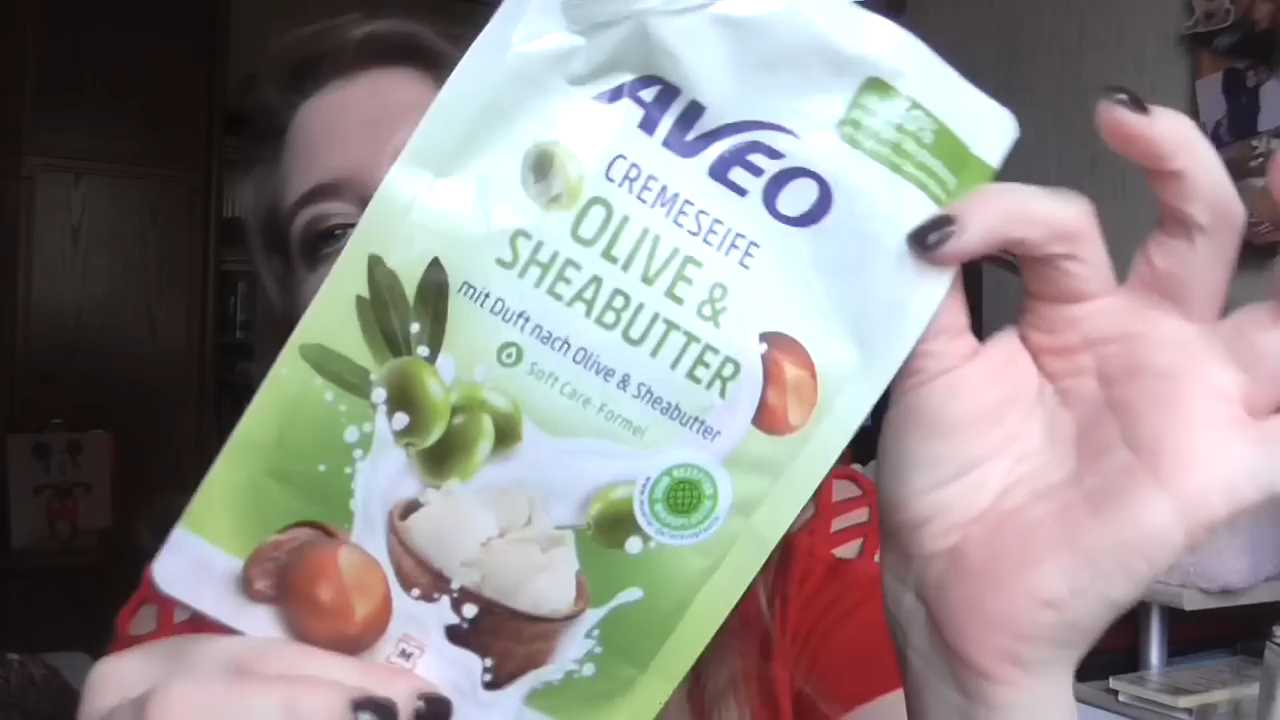 AVEO
CREMESEIFE
OLIVE &
SHEABUTTER
mit Duft nach Olive & Sheabutter
Soft Care-Formel
M